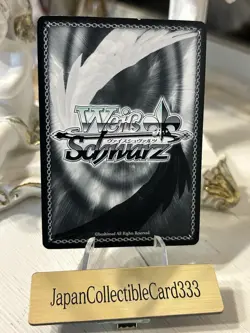 Weiß
ヴァイスシュヴァルツ
Schwarz
©bushiroad All Rights Reserved.
JapanCollectibleCard333